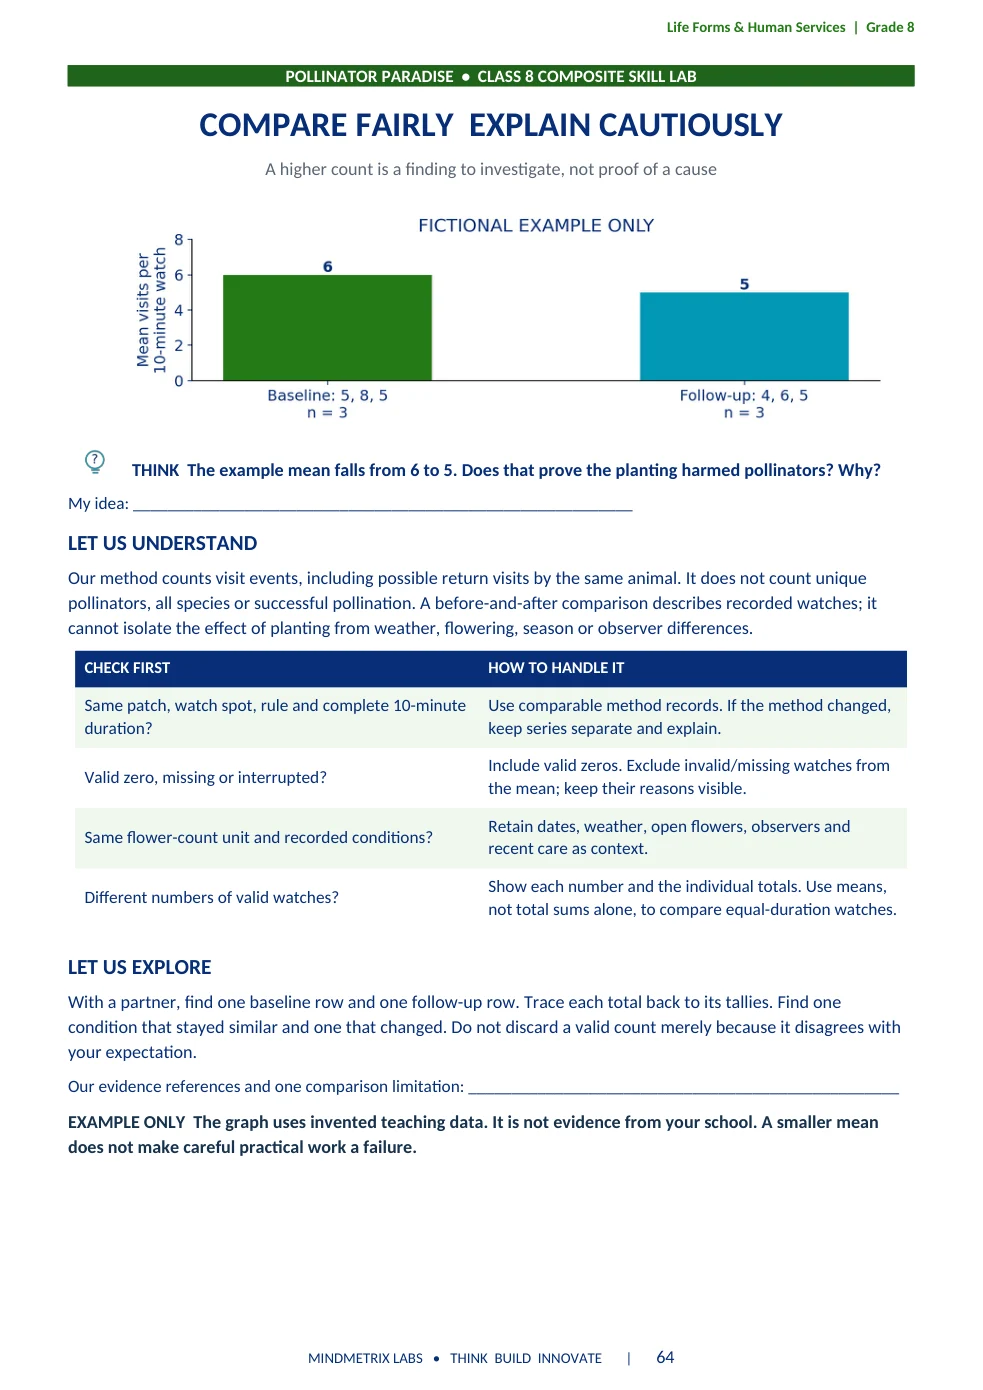 Life Forms & Human Services | Grade 8
POLLINATOR PARADISE ● CLASS 8 COMPOSITE SKILL LAB
COMPARE FAIRLY EXPLAIN CAUTIOUSLY
A higher count is a finding to investigate, not proof of a cause
FICTIONAL EXAMPLE ONLY
Mean visits per
10-minute watch
8
6
4
2
0
6
5
Baseline: 5, 8, 5
n = 3
Follow-up: 4, 6, 5
n = 3
?
THINK The example mean falls from 6 to 5. Does that prove the planting harmed pollinators? Why?
My idea: ___________________________________________________________
LET US UNDERSTAND
Our method counts visit events, including possible return visits by the same animal. It does not count unique
pollinators, all species or successful pollination. A before-and-after comparison describes recorded watches; it
cannot isolate the effect of planting from weather, flowering, season or observer differences.
CHECK FIRST
HOW TO HANDLE IT
Same patch, watch spot, rule and complete 10-minute
duration?
Use comparable method records. If the method changed,
keep series separate and explain.
Valid zero, missing or interrupted?
Include valid zeros. Exclude invalid/missing watches from
the mean; keep their reasons visible.
Same flower-count unit and recorded conditions?
Retain dates, weather, open flowers, observers and
recent care as context.
Different numbers of valid watches?
Show each number and the individual totals. Use means,
not total sums alone, to compare equal-duration watches.
LET US EXPLORE
With a partner, find one baseline row and one follow-up row. Trace each total back to its tallies. Find one
condition that stayed similar and one that changed. Do not discard a valid count merely because it disagrees with
your expectation.
Our evidence references and one comparison limitation: ___________________________________________________
EXAMPLE ONLY The graph uses invented teaching data. It is not evidence from your school. A smaller mean
does not make careful practical work a failure.
MINDMETRIX LABS ● THINK BUILD INNOVATE | 64